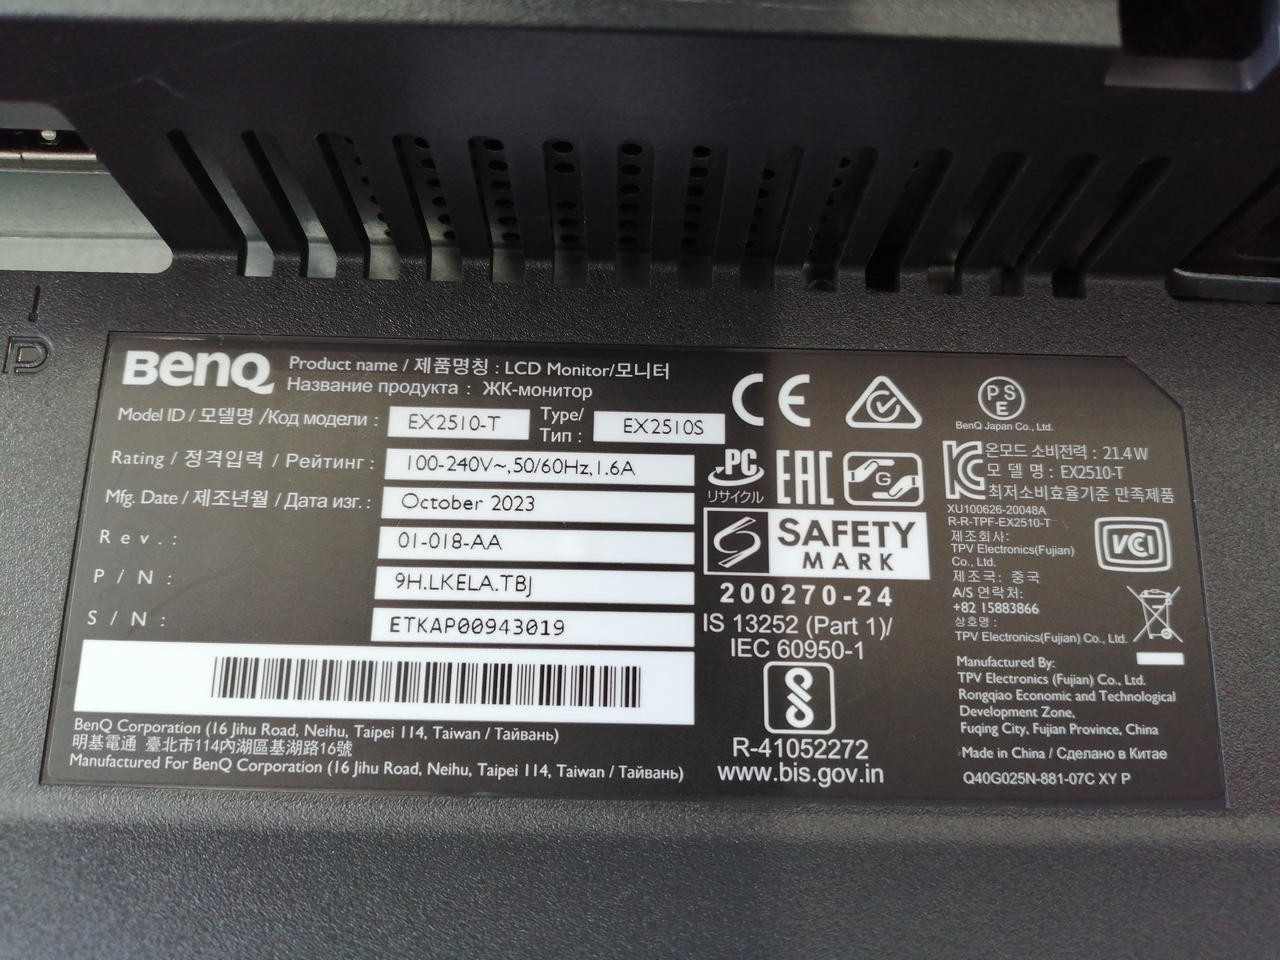 BenQ
Product name / 제품명칭 : LCD Monitor/모니터
Название продукта : ЖК-монитор
Model ID / 모델명 /Код модели : EX2510-T Type/ Тип : EX2510S
Rating / 정격입력 / Рейтинг : 100-240V~,50/60Hz,1.6A
Mfg. Date / 제조년월 / Дата изг. : October 2023
Rev.: 01-018-AA
P/N: 9H.LKELA.TBJ
S/N: ETKAP00943019
BenQ Corporation (16 Jihu Road, Neihu, Taipei 114, Taiwan / Тайвань)
明基電通 臺北市114內湖區基湖路16號
Manufactured For BenQ Corporation (16 Jihu Road, Neihu, Taipei 114, Taiwan / Тайвань)
CE
PC
リサイクル
EAC
G
S
SAFETY
MARK
200270-24
IS 13252 (Part 1)/
IEC 60950-1
R-41052272
www.bis.gov.in
PS
E
BenQ Japan Co., Ltd.
KC
온모드 소비전력 : 21.4W
모 델 명 : EX2510-T
최저소비효율기준 만족제품
XU100626-20048A
R-R-TPF-EX2510-T
제조회사:
TPV Electronics(Fujian)
Co., Ltd.
제조국: 중국
A/S 연락처:
+82 15883866
상호명 :
TPV Electronics(Fujian) Co., Ltd.
VCI
Manufactured By:
TPV Electronics (Fujian) Co., Ltd.
Rongqiao Economic and Technological
Development Zone,
Fuqing City, Fujian Province, China
Made in China / Сделано в Китае
Q40G025N-881-07C XY P